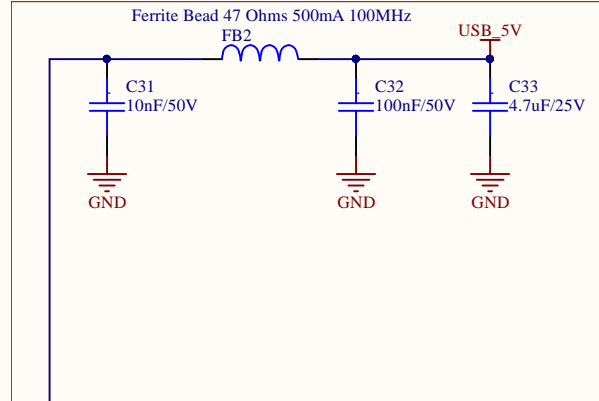 Ferrite Bead 47 Ohms 500mA 100MHz
FB2
USB_5V
C31
10nF/50V
C32
100nF/50V
C33
4.7uF/25V
GND
GND
GND